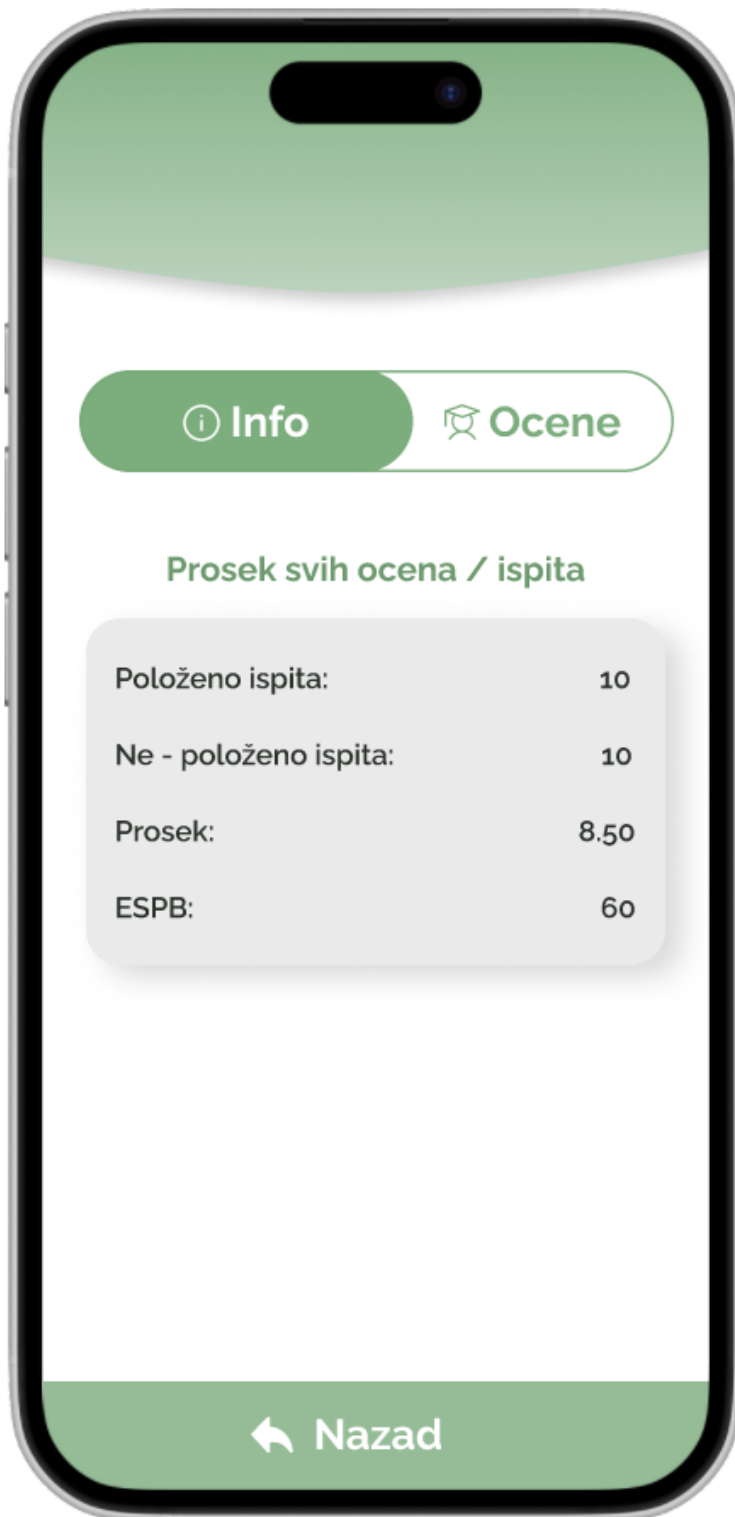 Info Ocene
Prosek svih ocena / ispita
Položeno ispita: 10
Ne - položeno ispita: 10
Prosek: 8.50
ESPB: 60
Nazad